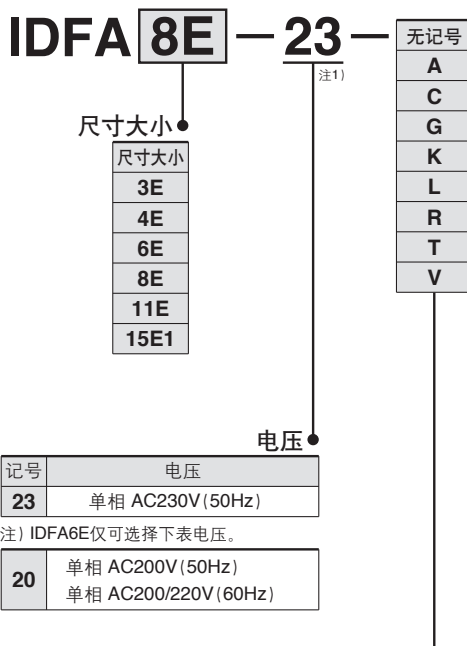 IDFA 8E — 23 —
注1)
无记号
A
C
G
K
L
R
T
V
尺寸大小
尺寸大小
3E
4E
6E
8E
11E
15E1
电压
记号 电压
23 单相 AC230V(50Hz)
注) IDFA6E仅可选择下表电压。
20 单相 AC200V(50Hz)
单相 AC200/220V(60Hz)